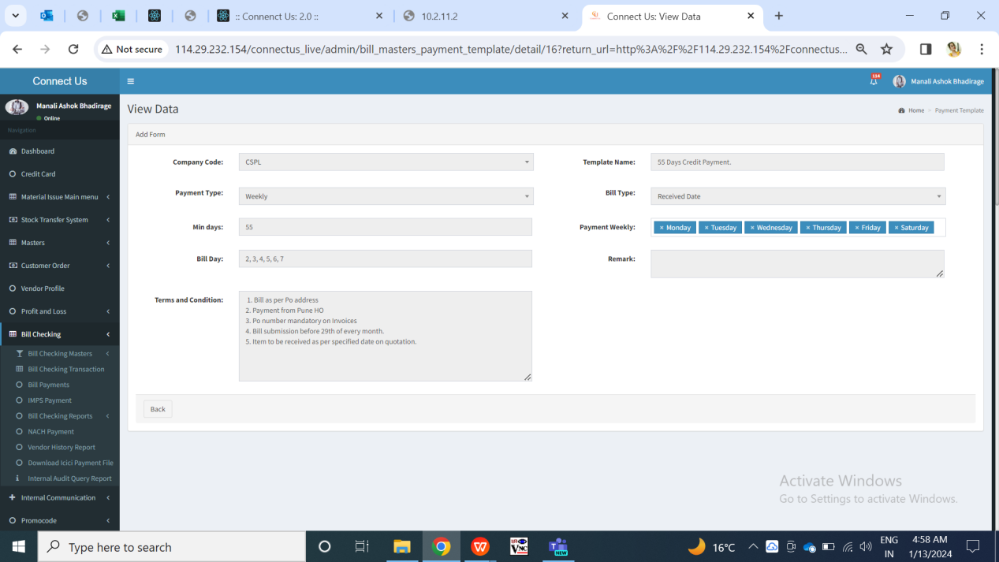 :: Connenct Us: 2.0 ::
10.2.11.2
Connect Us: View Data
Not secure
114.29.232.154/connectus_live/admin/bill_masters_payment_template/detail/16?return_url=http%3A%2F%2F114.29.232.154%2Fconnectus...
Connect Us
114
Manali Ashok Bhadirage
Manali Ashok Bhadirage
Online
Navigation
Dashboard
Credit Card
Material Issue Main menu
Stock Transfer System
Masters
Customer Order
Vendor Profile
Profit and Loss
Bill Checking
Bill Checking Masters
Bill Checking Transaction
Bill Payments
IMPS Payment
Bill Checking Reports
NACH Payment
Vendor History Report
Download Icici Payment File
Internal Audit Query Report
Internal Communication
Promocode
View Data
Home > Payment Template
Add Form
Company Code: CSPL
Template Name: 55 Days Credit Payment.
Payment Type: Weekly
Bill Type: Received Date
Min days: 55
Payment Weekly: × Monday × Tuesday × Wednesday × Thursday × Friday × Saturday
Bill Day: 2, 3, 4, 5, 6, 7
Remark:
Terms and Condition: 1. Bill as per Po address
2. Payment from Pune HO
3. Po number mandatory on Invoices
4. Bill submission before 29th of every month.
5. Item to be received as per specified date on quotation.
Back
Activate Windows
Go to Settings to activate Windows.
Type here to search
VNC
NEW
16°C
ENG
IN
4:58 AM
1/13/2024